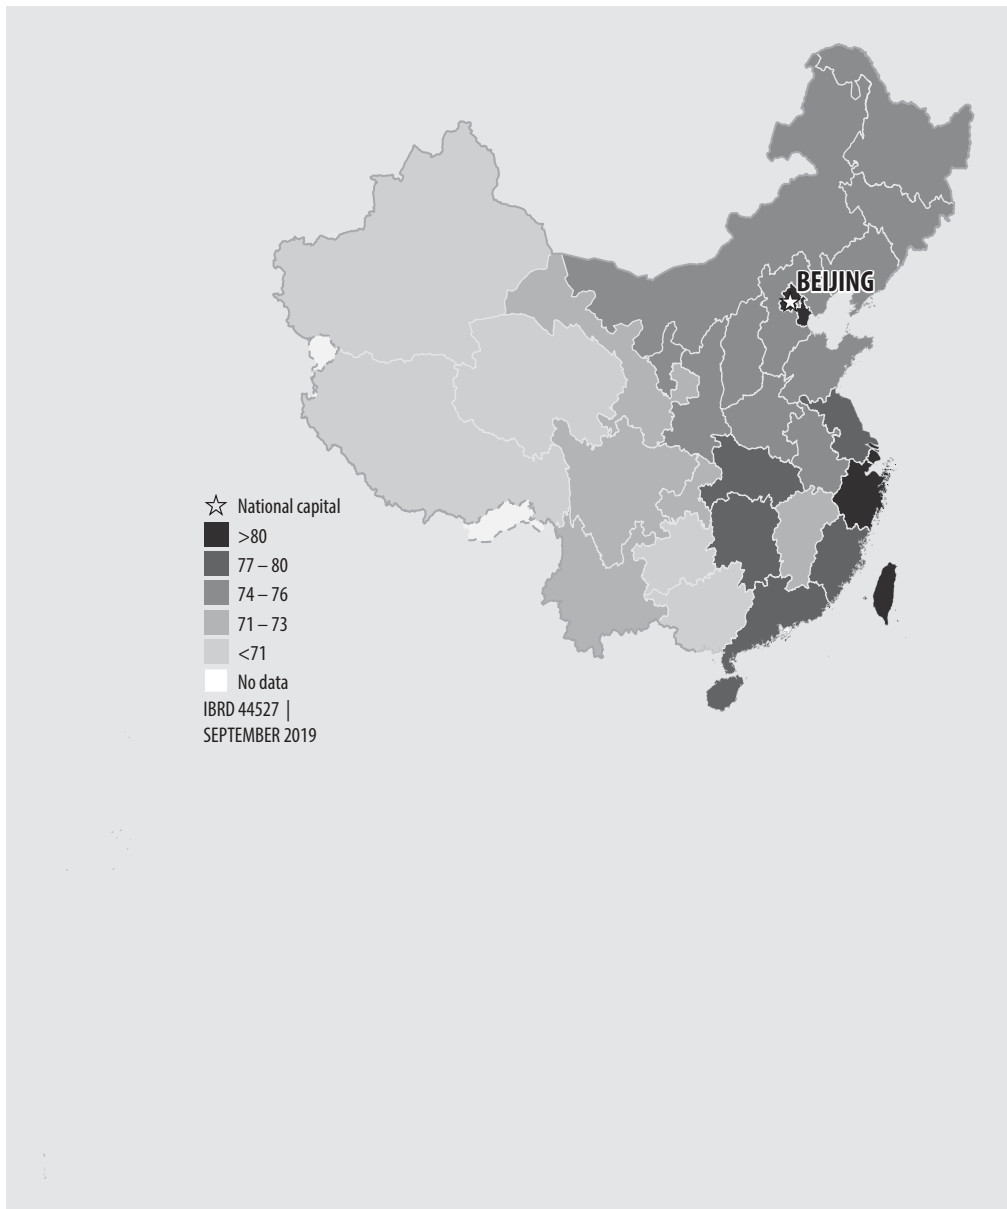 BEIJING
National capital
>80
77 – 80
74 – 76
71 – 73
<71
No data
IBRD 44527 |
SEPTEMBER 2019